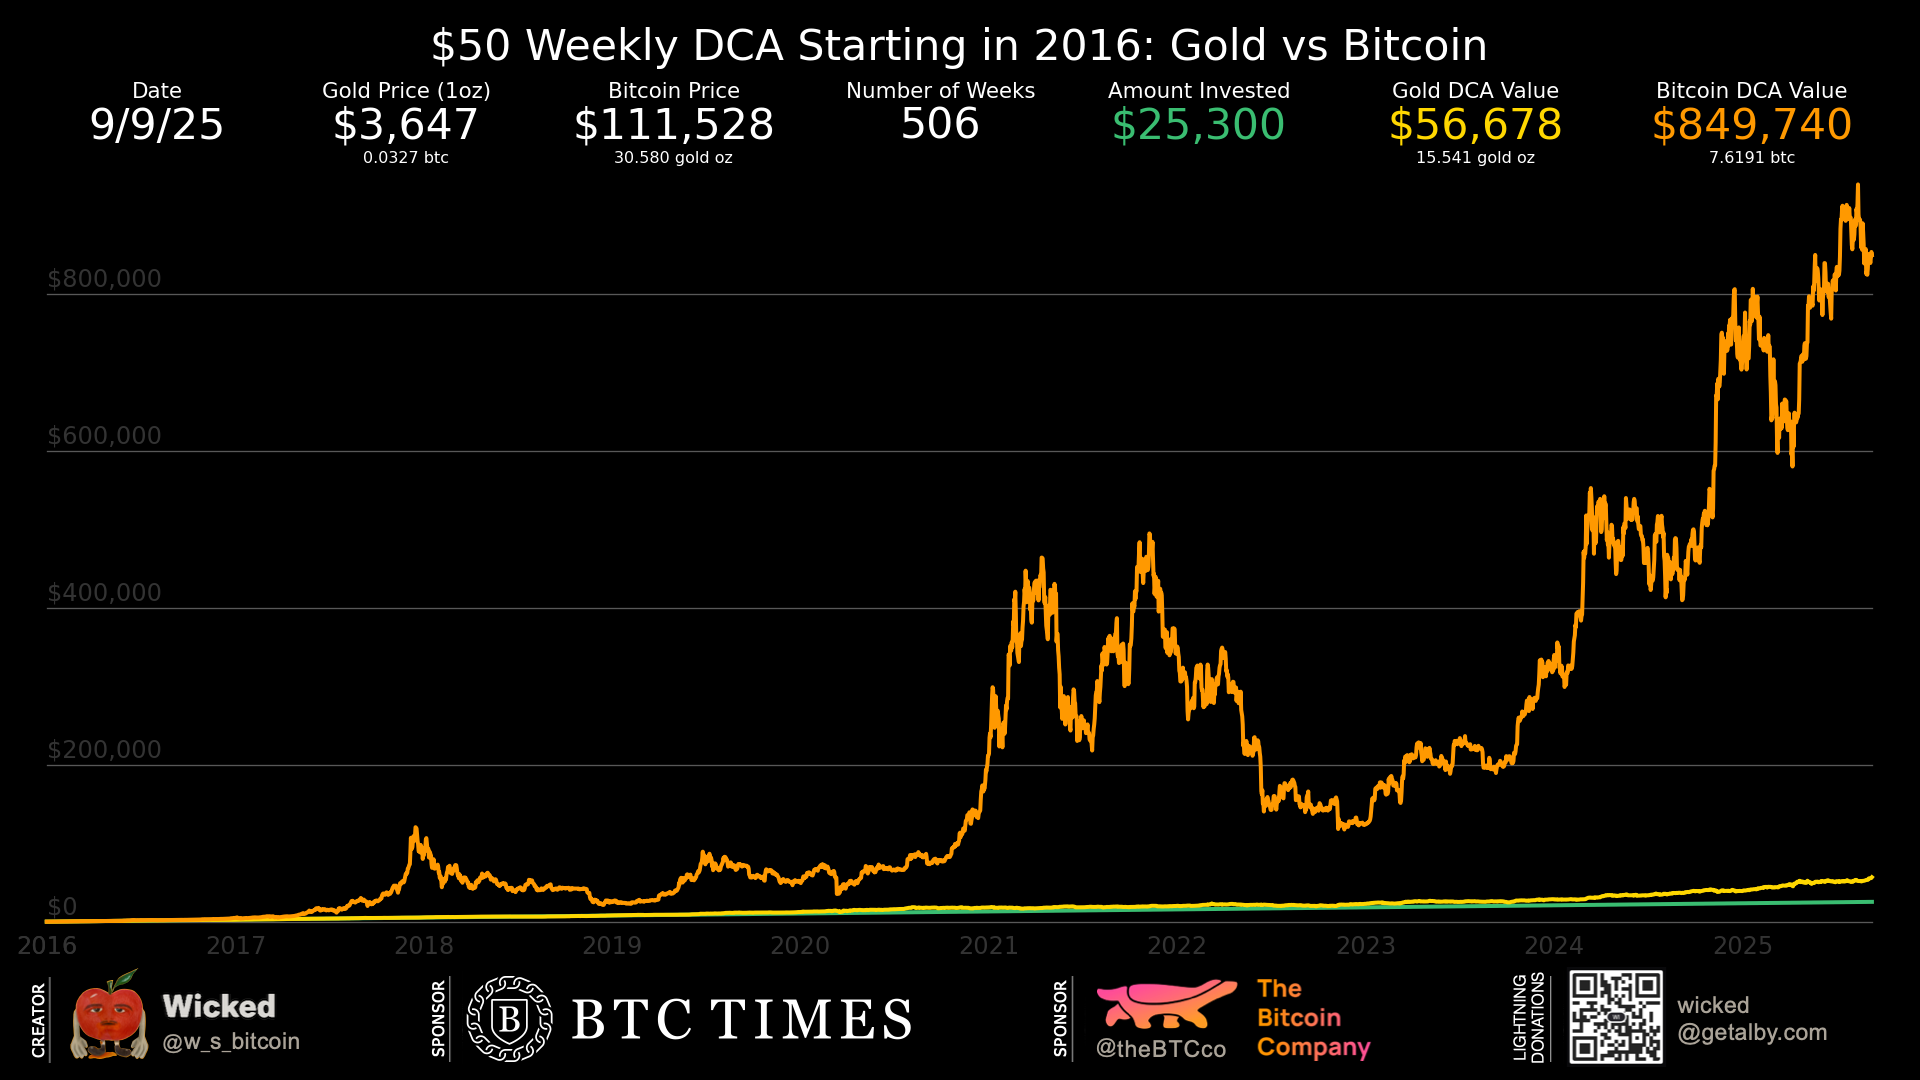 $50 Weekly DCA Starting in 2016: Gold vs Bitcoin
Date
9/9/25
Gold Price (1oz)
$3,647
0.0327 btc
Bitcoin Price
$111,528
30.580 gold oz
Number of Weeks
506
Amount Invested
$25,300
Gold DCA Value
$56,678
15.541 gold oz
Bitcoin DCA Value
$849,740
7.6191 btc
$800,000
$600,000
$400,000
$200,000
$0
2016 2017 2018 2019 2020 2021 2022 2023 2024 2025
CREATOR
Wicked
@w_s_bitcoin
SPONSOR
B
BTC TIMES
SPONSOR
@theBTCco
The
Bitcoin
Company
LIGHTNING
DONATIONS
wicked
@getalby.com